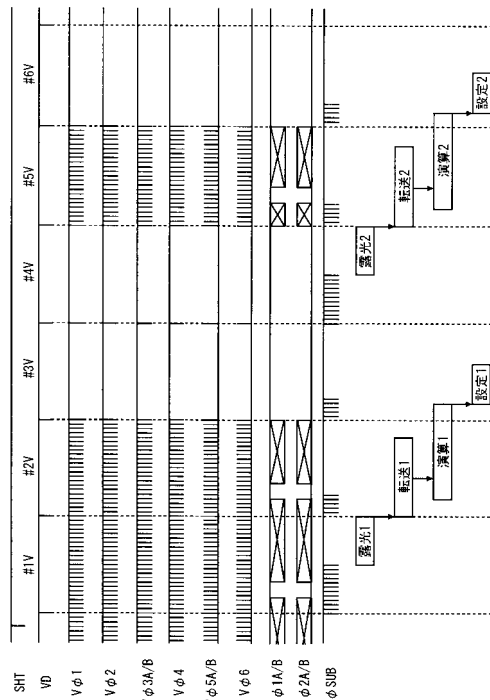 #1V #2V #3V #4V #5V #6V
SHT
VD
Vφ1
Vφ2
φ3A/B
Vφ4
φ5A/B
Vφ6
φ1A/B
φ2A/B
φSUB
露光1
転送1
演算1
設定1
露光2
転送2
演算2
設定2